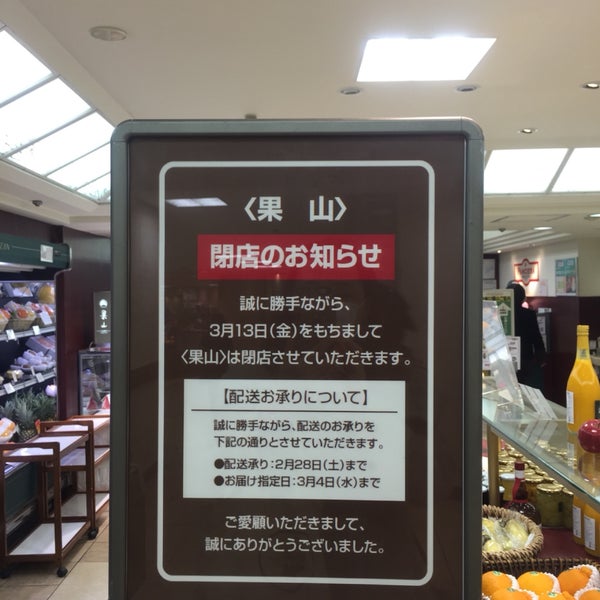 〈果 山〉
閉店のお知らせ
誠に勝手ながら、
3月13日(金)をもちまして
〈果山〉は閉店させていただきます。
【配送お承りについて】
誠に勝手ながら、配送のお承りを
下記の通りとさせていただきます。
●配送承り:2月28日(土)まで
●お届け指定日:3月4日(水)まで
ご愛顧いただきまして、
誠にありがとうございました。
果山